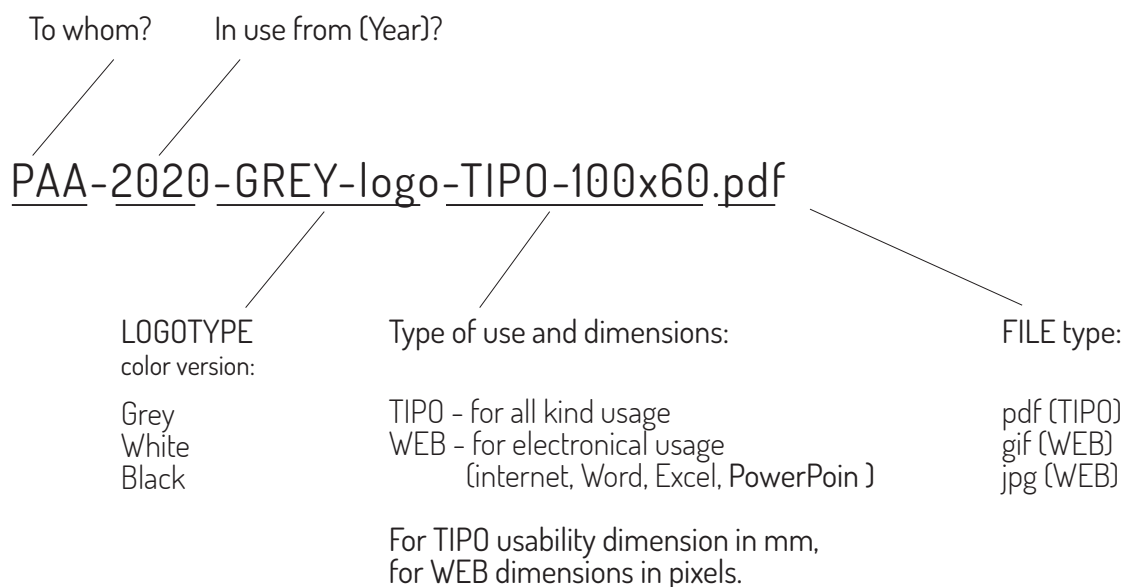 To whom? In use from (Year)?
PAA-2020-GREY-logo-TIPO-100x60.pdf
LOGOTYPE
color version:
Grey
White
Black
Type of use and dimensions:
TIPO - for all kind usage
WEB - for electronical usage
(internet, Word, Excel, PowerPoin )
For TIPO usability dimension in mm,
for WEB dimensions in pixels.
FILE type:
pdf (TIPO)
gif (WEB)
jpg (WEB)